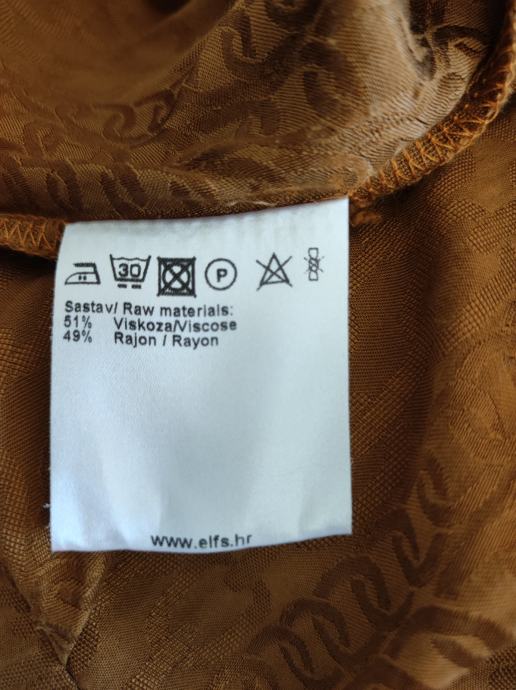 30 P
Sastav/ Raw materials:
51% Viskoza/Viscose
49% Rajon / Rayon
www.elfs.hr